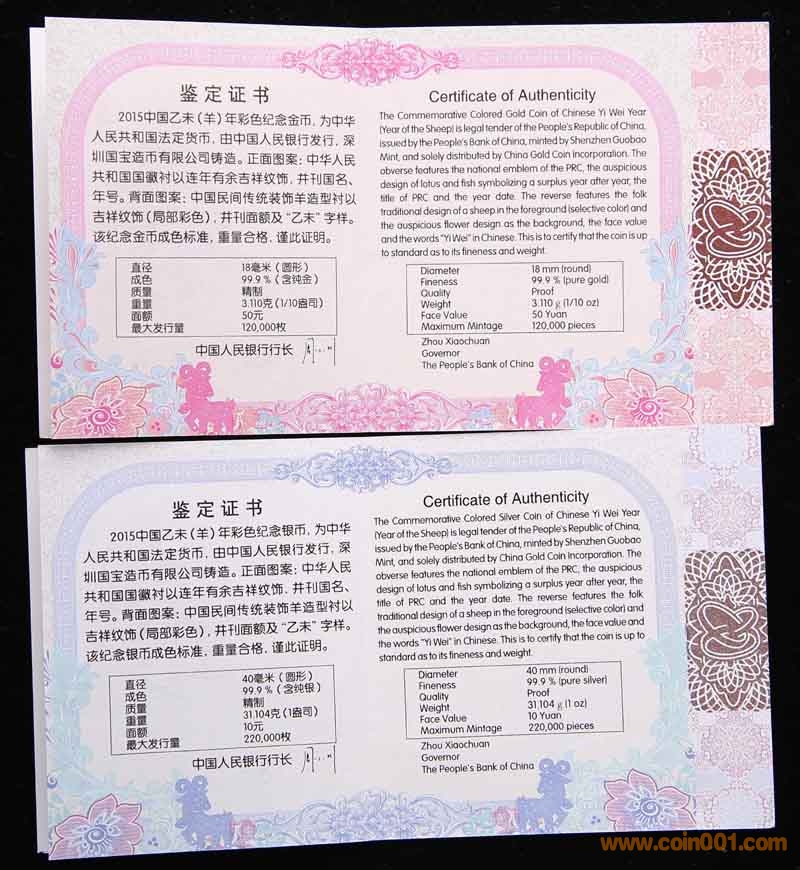 鉴定证书
2015中国乙未(羊)年彩色纪念金币,为中华
人民共和国法定货币,由中国人民银行发行,深
圳国宝造币有限公司铸造。正面图案:中华人民
共和国国徽衬以连年有余吉祥纹饰,并刊国名、
年号。背面图案:中国民间传统装饰羊造型衬以
吉祥纹饰(局部彩色),并刊面额及“乙未”字样。
该纪念金币成色标准,重量合格,谨此证明。
直径 18毫米(圆形)
成色 99.9%(含纯金)
质量 精制
重量 3.110克(1/10盎司)
面额 50元
最大发行量 120,000枚
中国人民银行行长
Certificate of Authenticity
The Commemorative Colored Gold Coin of Chinese Yi Wei Year
(Year of the Sheep) is legal tender of the People's Republic of China,
issued by the People's Bank of China, minted by Shenzhen Guobao
Mint, and solely distributed by China Gold Coin Incorporation. The
obverse features the national emblem of the PRC, the auspicious
design of lotus and fish symbolizing a surplus year after year, the
title of PRC and the year date. The reverse features the folk
traditional design of a sheep in the foreground (selective color) and
the auspicious flower design as the background, the face value
and the words "Yi Wei" in Chinese. This is to certify that the coin is up
to standard as to its fineness and weight.
Diameter 18 mm (round)
Fineness 99.9 % (pure gold)
Quality Proof
Weight 3.110 g (1/10 oz)
Face Value 50 Yuan
Maximum Mintage 120,000 pieces
Zhou Xiaochuan
Governor
The People's Bank of China
鉴定证书
2015中国乙未(羊)年彩色纪念银币,为中华
人民共和国法定货币,由中国人民银行发行,深
圳国宝造币有限公司铸造。正面图案:中华人民
共和国国徽衬以连年有余吉祥纹饰,并刊国名、
年号。背面图案:中国民间传统装饰羊造型衬以
吉祥纹饰(局部彩色),并刊面额及“乙未”字样。
该纪念银币成色标准,重量合格,谨此证明。
直径 40毫米(圆形)
成色 99.9%(含纯银)
质量 精制
重量 31.104克(1盎司)
面额 10元
最大发行量 220,000枚
中国人民银行行长
Certificate of Authenticity
The Commemorative Colored Silver Coin of Chinese Yi Wei Year
(Year of the Sheep) is legal tender of the People's Republic of China,
issued by the People's Bank of China, minted by Shenzhen Guobao
Mint, and solely distributed by China Gold Coin Incorporation. The
obverse features the national emblem of the PRC, the auspicious
design of lotus and fish symbolizing a surplus year after year, the
title of PRC and the year date. The reverse features the folk
traditional design of a sheep in the foreground (selective color) and
the auspicious flower design as the background, the face value and
the words "Yi Wei" in Chinese. This is to certify that the coin is up to
standard as to its fineness and weight.
Diameter 40 mm (round)
Fineness 99.9 % (pure silver)
Quality Proof
Weight 31.104 g (1 oz)
Face Value 10 Yuan
Maximum Mintage 220,000 pieces
Zhou Xiaochuan
Governor
The People's Bank of China
www.coin001.com